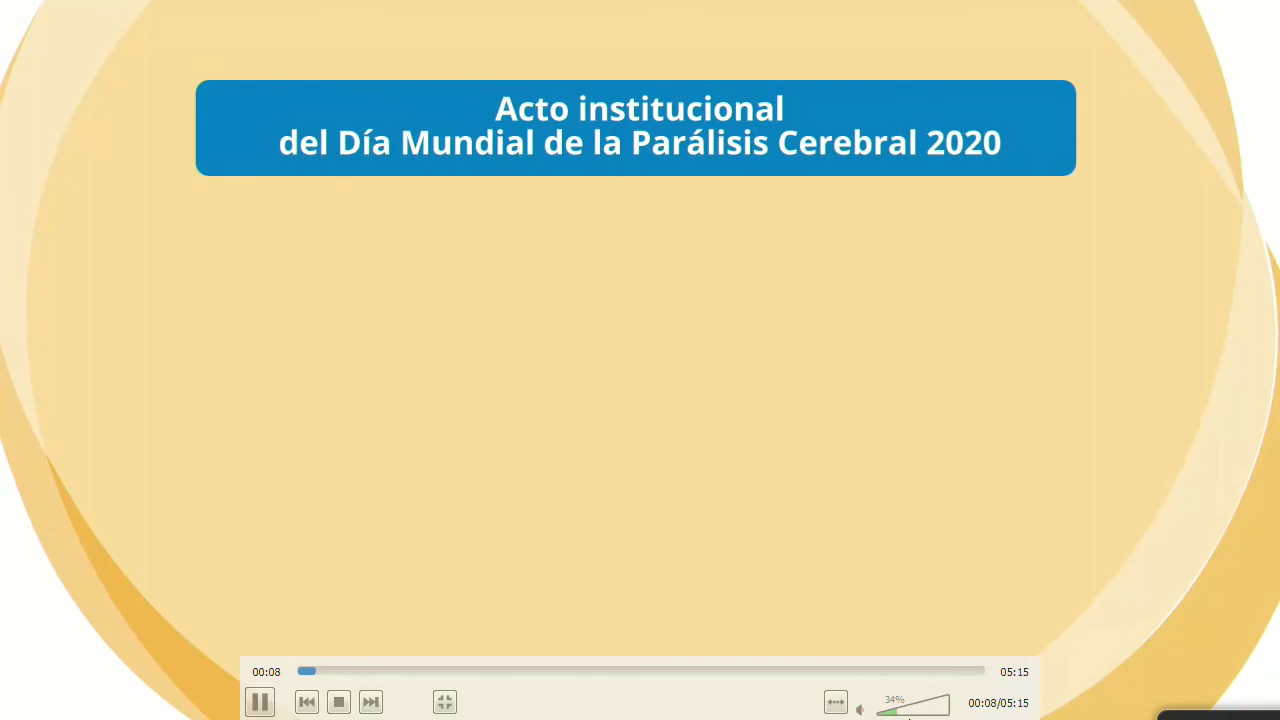 Acto institucional
del Día Mundial de la Parálisis Cerebral 2020
00:08
05:15
34%
00:08/05:15